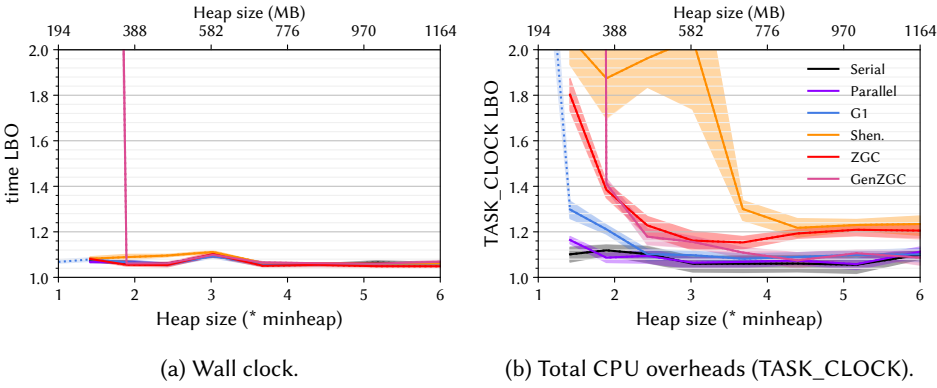 Heap size (MB)
194 388 582 776 970 1164
2.0
1.8
1.6
1.4
1.2
1.0
time LBO
1 2 3 4 5 6
Heap size (* minheap)
(a) Wall clock.
Heap size (MB)
194 388 582 776 970 1164
2.0
1.8
1.6
1.4
1.2
1.0
TASK_CLOCK LBO
Serial
Parallel
G1
Shen.
ZGC
GenZGC
1 2 3 4 5 6
Heap size (* minheap)
(b) Total CPU overheads (TASK_CLOCK).